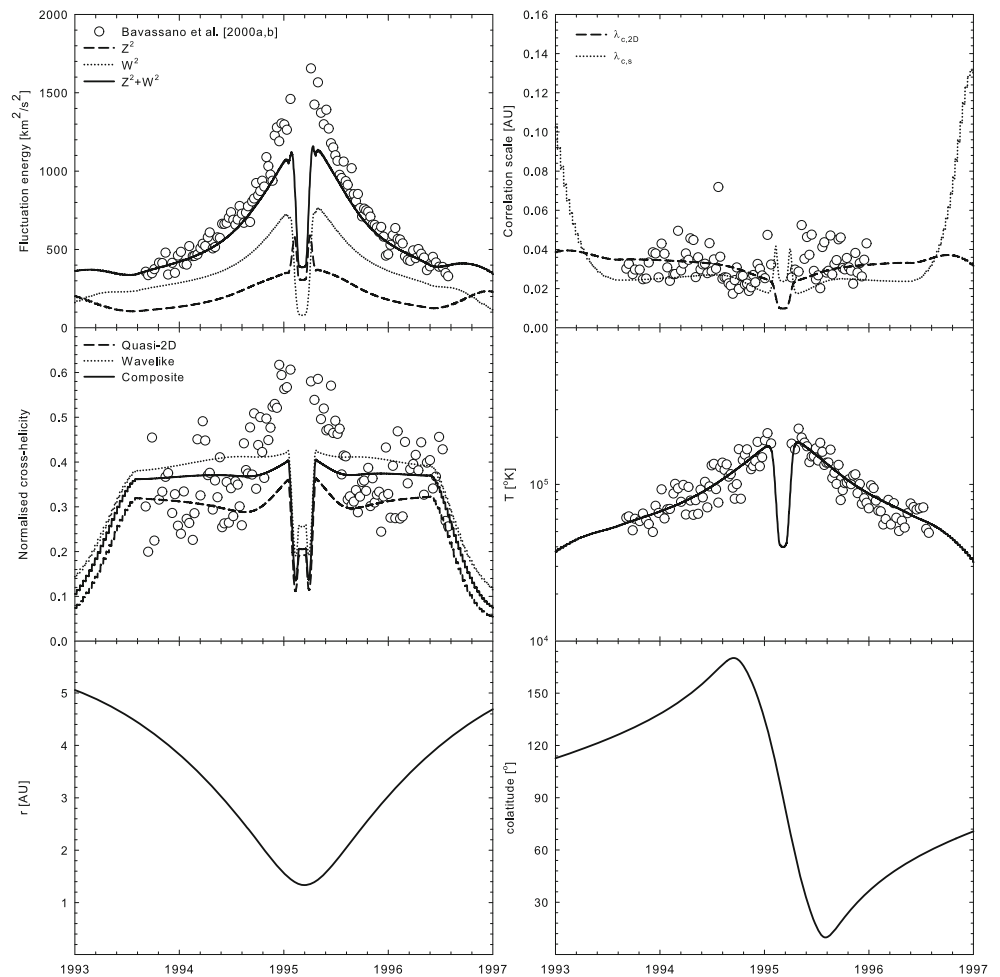 2000
1500
1000
500
0
Fluctuation energy [km²/s²]
Bavassano et al. [2000a,b]
Z²
W²
Z²+W²
0.16
0.14
0.12
0.10
0.08
0.06
0.04
0.02
0.00
Correlation scale [AU]
λc,2D
λc,s
0.6
0.5
0.4
0.3
0.2
0.1
0.0
Normalised cross-helicity
Quasi-2D
Wavelike
Composite
10⁵
10⁴
T [°K]
5
4
3
2
1
r [AU]
1993 1994 1995 1996 1997
150
120
90
60
30
colatitude [°]
1993 1994 1995 1996 1997